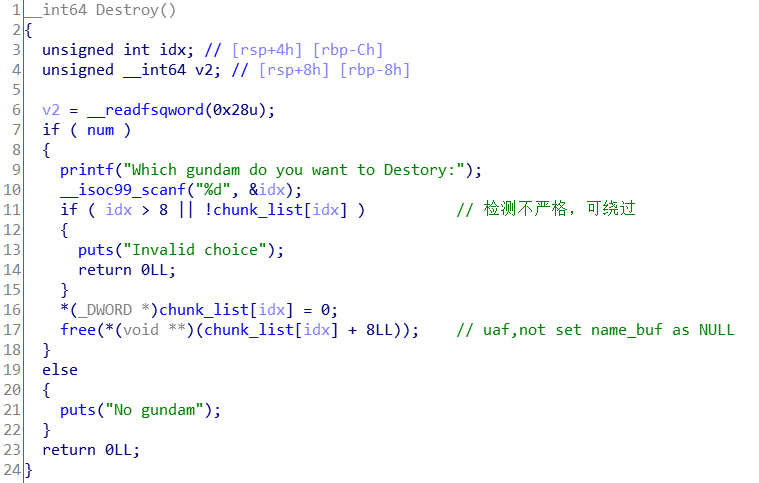 1 __int64 Destroy()
2 {
3 unsigned int idx; // [rsp+4h] [rbp-Ch]
4 unsigned __int64 v2; // [rsp+8h] [rbp-8h]
5
6 v2 = __readfsqword(0x28u);
7 if ( num )
8 {
9 printf("Which gundam do you want to Destory:");
10 __isoc99_scanf("%d", &idx);
11 if ( idx > 8 || !chunk_list[idx] ) // 检测不严格，可绕过
12 {
13 puts("Invalid choice");
14 return 0LL;
15 }
16 *(_DWORD *)chunk_list[idx] = 0;
17 free(*(void **)(chunk_list[idx] + 8LL)); // uaf,not set name_buf as NULL
18 }
19 else
20 {
21 puts("No gundam");
22 }
23 return 0LL;
24 }